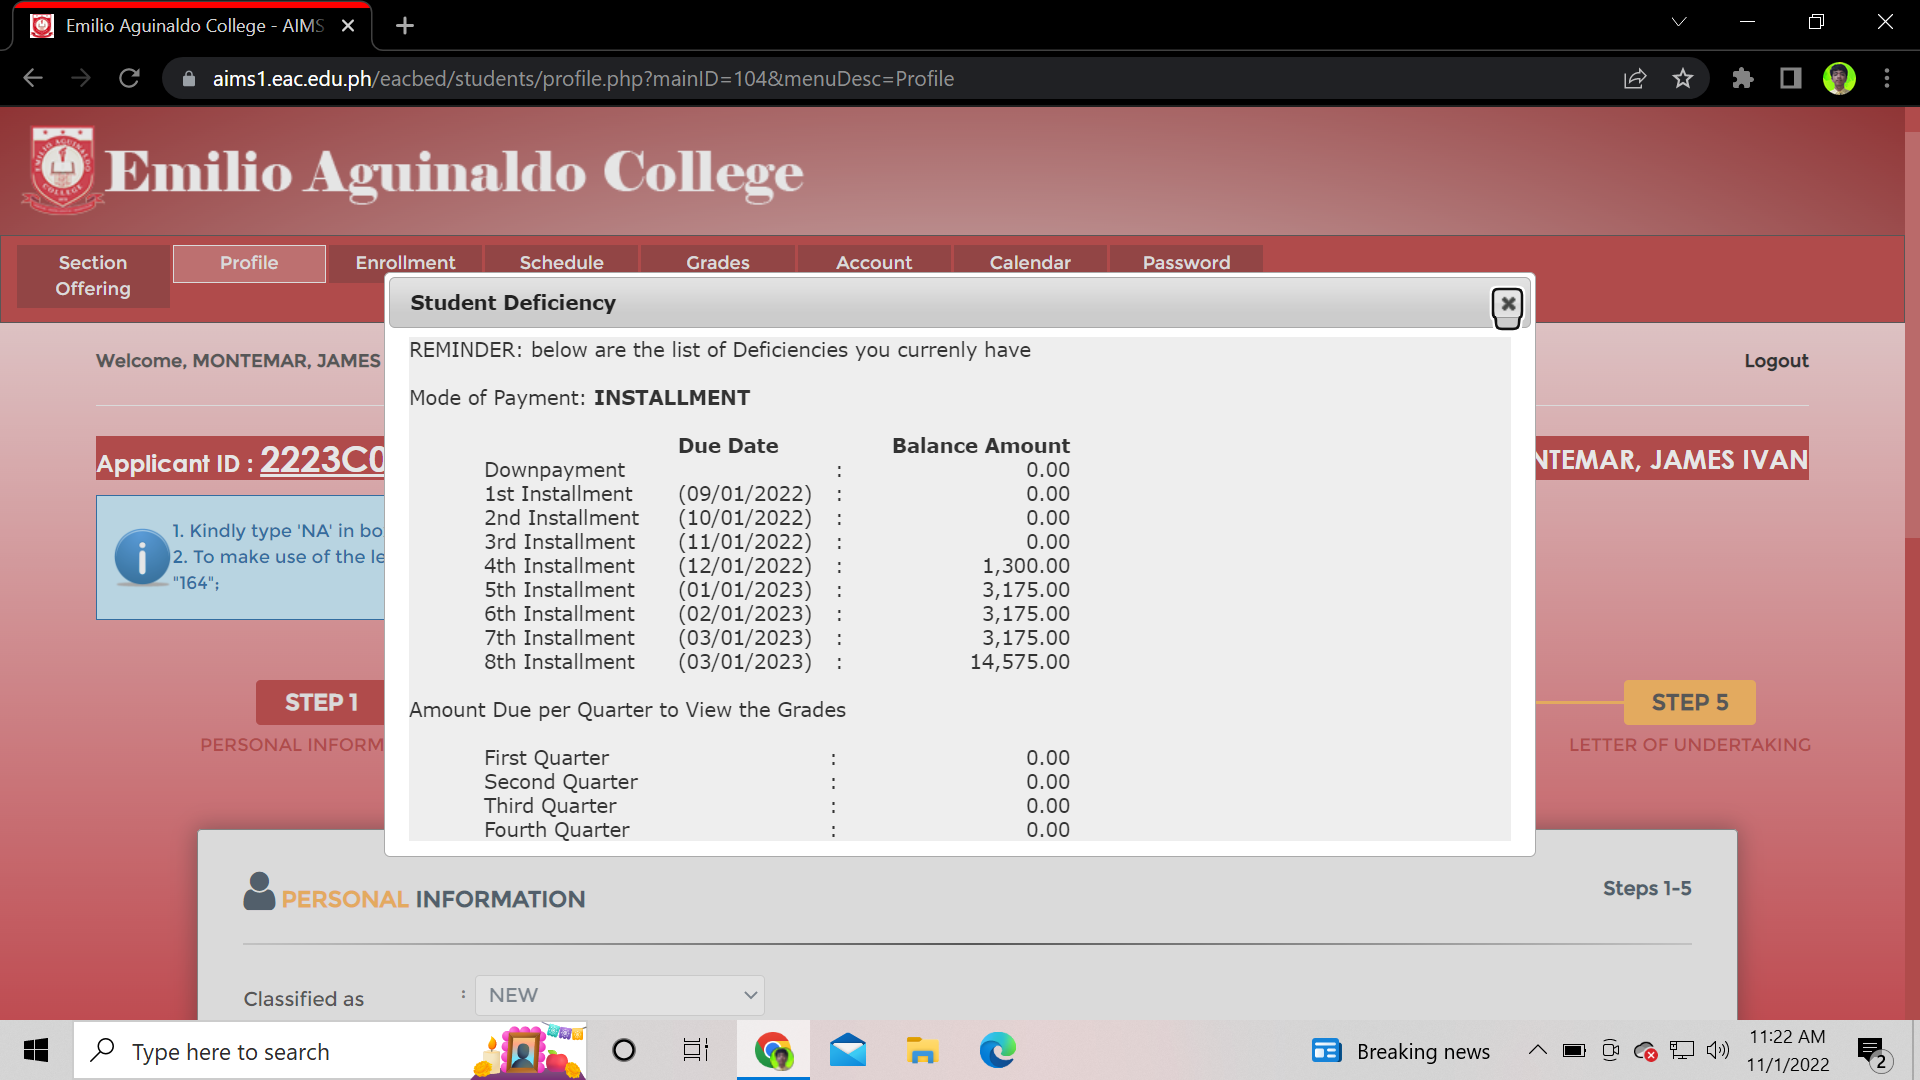 Emilio Aguinaldo College - AIMS
aims1.eac.edu.ph/eacbed/students/profile.php?mainID=104&menuDesc=Profile
Emilio Aguinaldo College
Section Offering
Profile
Enrollment
Schedule
Grades
Account
Calendar
Password
Student Deficiency
Welcome, MONTEMAR, JAMES
Logout
REMINDER: below are the list of Deficiencies you currenly have
Mode of Payment: INSTALLMENT
Applicant ID : 2223C0
NTEMAR, JAMES IVAN
Due Date Balance Amount
Downpayment : 0.00
1st Installment (09/01/2022) : 0.00
2nd Installment (10/01/2022) : 0.00
3rd Installment (11/01/2022) : 0.00
4th Installment (12/01/2022) : 1,300.00
5th Installment (01/01/2023) : 3,175.00
6th Installment (02/01/2023) : 3,175.00
7th Installment (03/01/2023) : 3,175.00
8th Installment (03/01/2023) : 14,575.00
1. Kindly type 'NA' in bo
2. To make use of the le
"164";
Amount Due per Quarter to View the Grades
First Quarter : 0.00
Second Quarter : 0.00
Third Quarter : 0.00
Fourth Quarter : 0.00
STEP 1
PERSONAL INFORM
STEP 5
LETTER OF UNDERTAKING
PERSONAL INFORMATION
Steps 1-5
Classified as : NEW
Type here to search
Breaking news
11:22 AM
11/1/2022
2